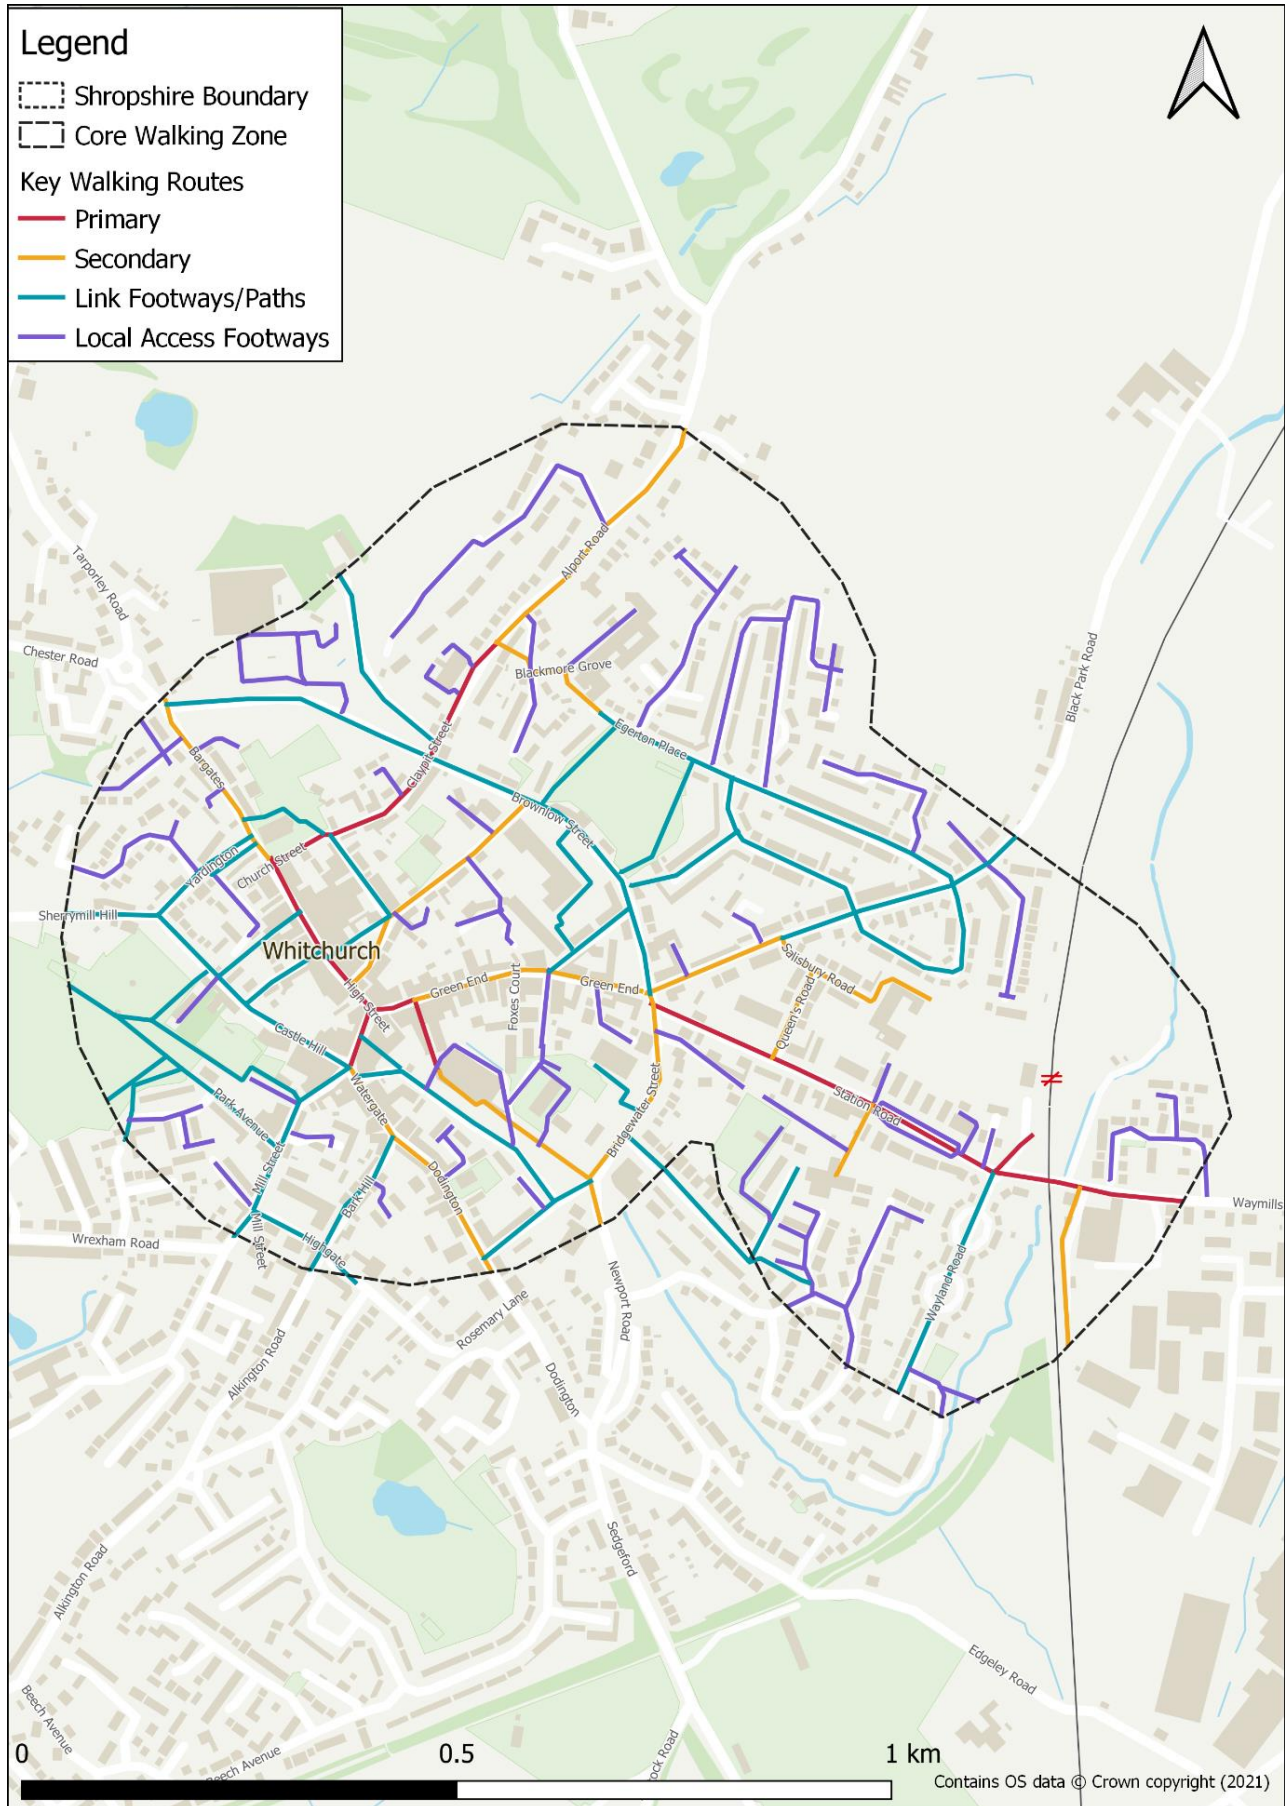 Legend
Shropshire Boundary
Core Walking Zone
Key Walking Routes
Primary
Secondary
Link Footways/Paths
Local Access Footways
Tarporley Road
Chester Road
Alport Road
Blackmore Grove
Black Park Road
Egerton Place
Claypit Street
Bargates
Brownlow Street
Yardington
Church Street
Sherrymill Hill
Whitchurch
Salisbury Road
High Street
Green End
Green End
Foxes Court
Queen's Road
Castle Hill
Station Road
Watergate
Park Avenue
Bridgewater Street
Mill Street
Dodington
Bark Hill
Waymills
Mill Street
Wrexham Road
Highgate
Wayland Road
Newport Road
Rosemary Lane
Alkington Road
Dodington
Sedgeford
Alkington Road
Edgeley Road
Beech Avenue
Beech Avenue
ock Road
0
0.5
1 km
Contains OS data © Crown copyright (2021)